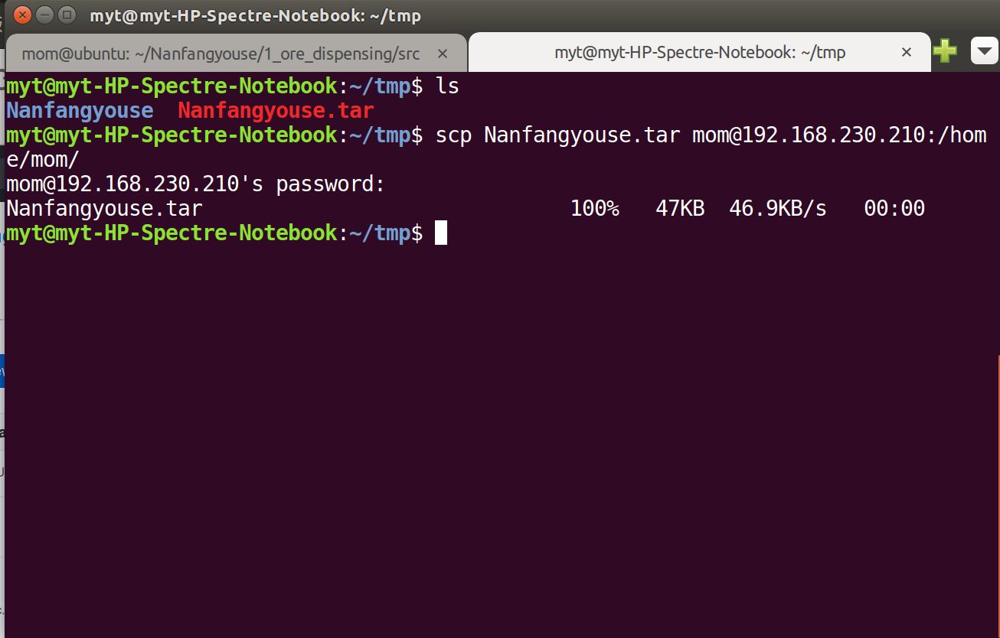 myt@myt-HP-Spectre-Notebook: ~/tmp
mom@ubuntu: ~/Nanfangyouse/1_ore_dispensing/src × myt@myt-HP-Spectre-Notebook: ~/tmp ×
myt@myt-HP-Spectre-Notebook:~/tmp$ ls
Nanfangyouse  Nanfangyouse.tar
myt@myt-HP-Spectre-Notebook:~/tmp$ scp Nanfangyouse.tar mom@192.168.230.210:/hom
e/mom/
mom@192.168.230.210's password:
Nanfangyouse.tar 100% 47KB 46.9KB/s 00:00
myt@myt-HP-Spectre-Notebook:~/tmp$